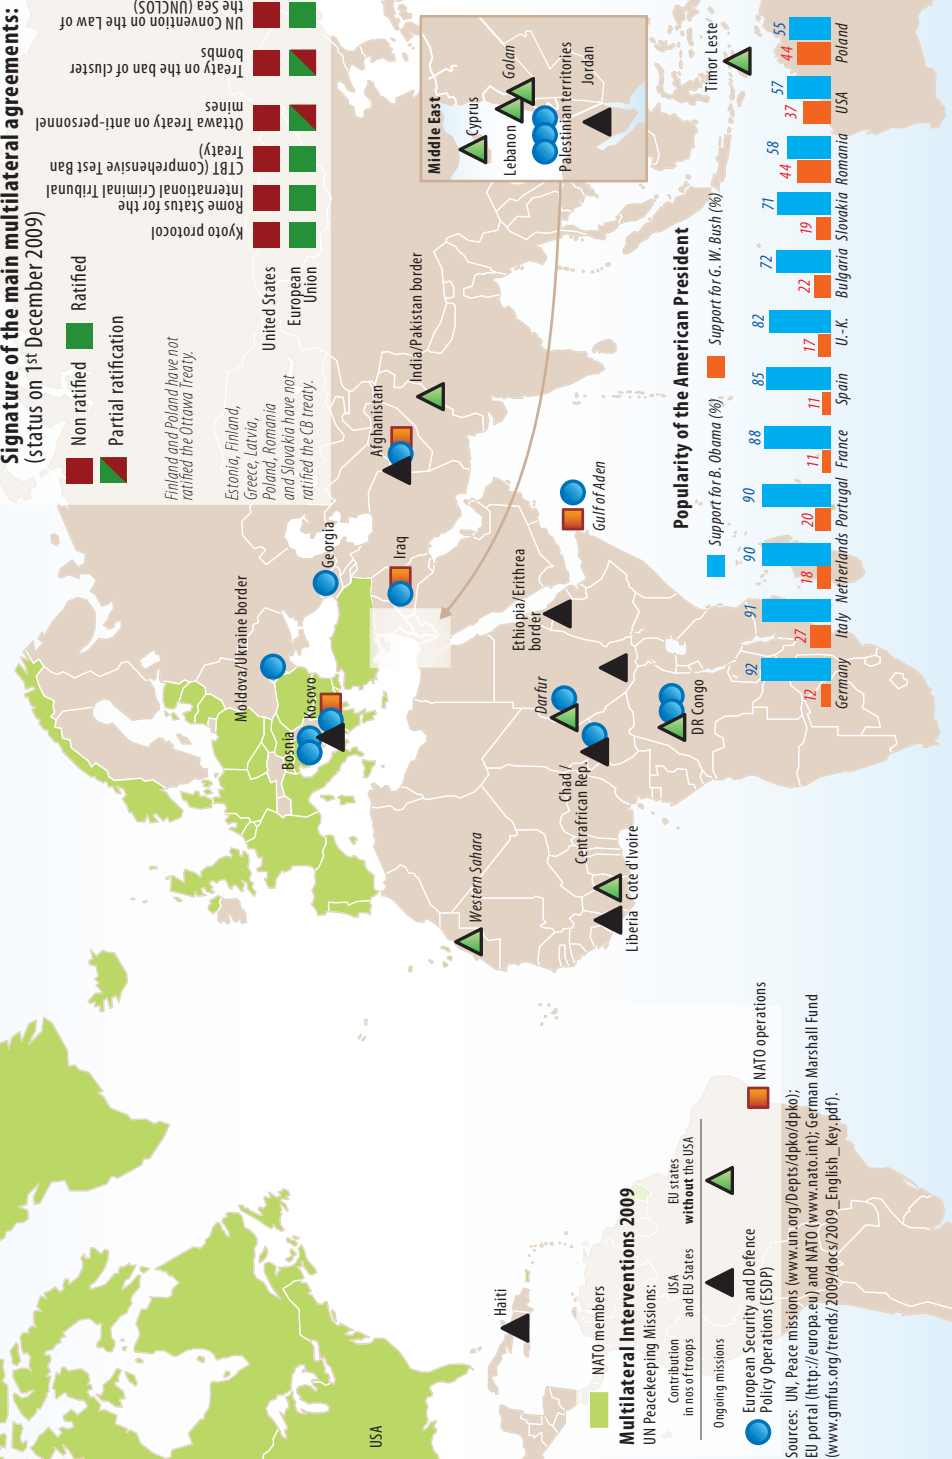 Signature of the main multilateral agreements:
(status on 1st December 2009)
Non ratified
Ratified
Partial ratification
Finland and Poland have not
ratified the Ottawa Treaty.
Estonia, Finland,
Greece, Latvia,
Poland, Romania
and Slovakia have not
ratified the CB treaty.
United States
European
Union
Kyoto protocol
Rome Status for the
International Criminal Tribunal
CTBT (Comprehensive Test Ban
Treaty)
Ottawa Treaty on anti-personnel
mines
Treaty on the ban of cluster
bombs
UN Convention on the Law of
the Sea (UNCLOS)
Middle East
Cyprus
Golan
Lebanon
Palestinian territories
Jordan
Timor Leste
India/Pakistan border
Afghanistan
Georgia
Iraq
Gulf of Aden
Moldova/Ukraine border
Kosovo
Bosnia
Ethiopia/Erithrea
border
Darfur
DR Congo
Chad /
Centrafrican Rep.
Western Sahara
Cote d'Ivoire
Liberia
Haiti
USA
NATO members
Multilateral Interventions 2009
UN Peacekeeping Missions:
Contribution
in nos of troops
USA
and EU States
EU states
without the USA
Ongoing missions
European Security and Defence
Policy Operations (ESDP)
NATO operations
Sources: UN, Peace missions (www.un.org/Depts/dpko/dpko);
EU portal (http://europa.eu) and NATO (www.nato.int); German Marshall Fund
(www.gmfus.org/trends/2009/docs/2009_English_Key.pdf).
Popularity of the American President
Support for B. Obama (%)
Support for G. W. Bush (%)
92 12 Germany
91 27 Italy
90 18 Netherlands
90 20 Portugal
88 11 France
85 11 Spain
82 17 U.-K.
72 22 Bulgaria
71 19 Slovakia
58 44 Romania
57 37 USA
55 44 Poland